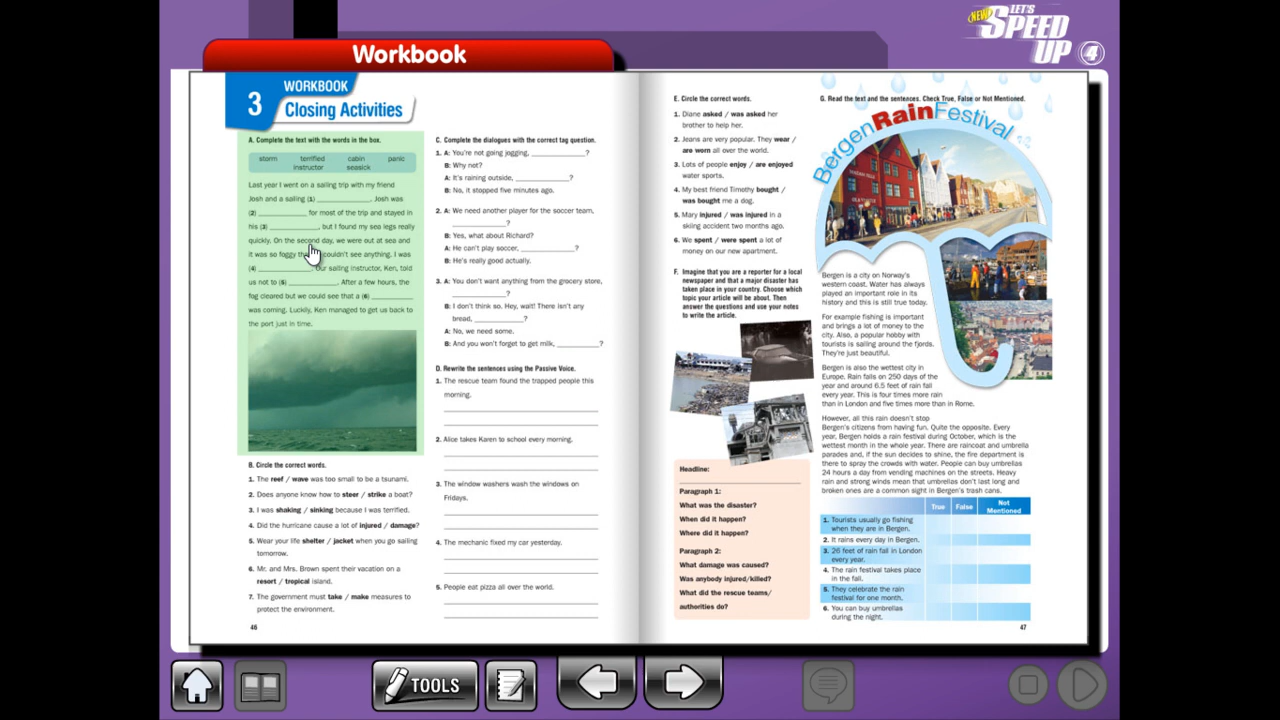 NEW LET'S
SPEED
UP 4
Workbook
3
WORKBOOK
Closing Activities
A. Complete the text with the words in the box.
storm terrified cabin panic
instructor seasick
Last year I went on a sailing trip with my friend
Josh and a sailing (1) ____________. Josh was
(2) ____________ for most of the trip and stayed in
his (3) ____________, but I found my sea legs really
quickly. On the second day, we were out at sea and
it was so foggy that couldn't see anything. I was
(4) ____________. Our sailing instructor, Ken, told
us not to (5) ____________. After a few hours, the
fog cleared but we could see that a (6) ____________
was coming. Luckily, Ken managed to get us back to
the port just in time.
B. Circle the correct words.
1. The reef / wave was too small to be a tsunami.
2. Does anyone know how to steer / strike a boat?
3. I was shaking / sinking because I was terrified.
4. Did the hurricane cause a lot of injured / damage?
5. Wear your life shelter / jacket when you go sailing
tomorrow.
6. Mr. and Mrs. Brown spent their vacation on a
resort / tropical island.
7. The government must take / make measures to
protect the environment.
46
C. Complete the dialogues with the correct tag question.
1. A: You're not going jogging, ____________?
B: Why not?
A: It's raining outside, ____________?
B: No, it stopped five minutes ago.
2. A: We need another player for the soccer team,
____________?
B: Yes, what about Richard?
A: He can't play soccer, ____________?
B: He's really good actually.
3. A: You don't want anything from the grocery store,
____________?
B: I don't think so. Hey, wait! There isn't any
bread, ____________?
A: No, we need some.
B: And you won't forget to get milk, ____________?
D. Rewrite the sentences using the Passive Voice.
1. The rescue team found the trapped people this
morning.
2. Alice takes Karen to school every morning.
3. The window washers wash the windows on
Fridays.
4. The mechanic fixed my car yesterday.
5. People eat pizza all over the world.
E. Circle the correct words.
1. Diane asked / was asked her
brother to help her.
2. Jeans are very popular. They wear /
are worn all over the world.
3. Lots of people enjoy / are enjoyed
water sports.
4. My best friend Timothy bought /
was bought me a dog.
5. Mary injured / was injured in a
skiing accident two months ago.
6. We spent / were spent a lot of
money on our new apartment.
F. Imagine that you are a reporter for a local
newspaper and that a major disaster has
taken place in your country. Choose which
topic your article will be about. Then
answer the questions and use your notes
to write the article.
Headline:
Paragraph 1:
What was the disaster?
When did it happen?
Where did it happen?
Paragraph 2:
What damage was caused?
Was anybody injured/killed?
What did the rescue teams/
authorities do?
G. Read the text and the sentences. Check True, False or Not Mentioned.
Bergen Rain Festival
Bergen is a city on Norway's
western coast. Water has always
played an important role in its
history and this is still true today.
For example fishing is important
and brings a lot of money to the
city. Also, a popular hobby with
tourists is sailing around the fjords.
They're just beautiful.
Bergen is also the wettest city in
Europe. Rain falls on 250 days of the
year and around 6.5 feet of rain fall
every year. This is four times more rain
than in London and five times more than in Rome.
However, all this rain doesn't stop
Bergen's citizens from having fun. Quite the opposite. Every
year, Bergen holds a rain festival during October, which is the
wettest month in the whole year. There are raincoat and umbrella
parades and, if the sun decides to shine, the fire department is
there to spray the crowds with water. People can buy umbrellas
24 hours a day from vending machines on the streets. Heavy
rain and strong winds mean that umbrellas don't last long and
broken ones are a common sight in Bergen's trash cans.
True False Not Mentioned
1. Tourists usually go fishing
when they are in Bergen.
2. It rains every day in Bergen.
3. 26 feet of rain fall in London
every year.
4. The rain festival takes place
in the fall.
5. They celebrate the rain
festival for one month.
6. You can buy umbrellas
during the night.
47
TOOLS